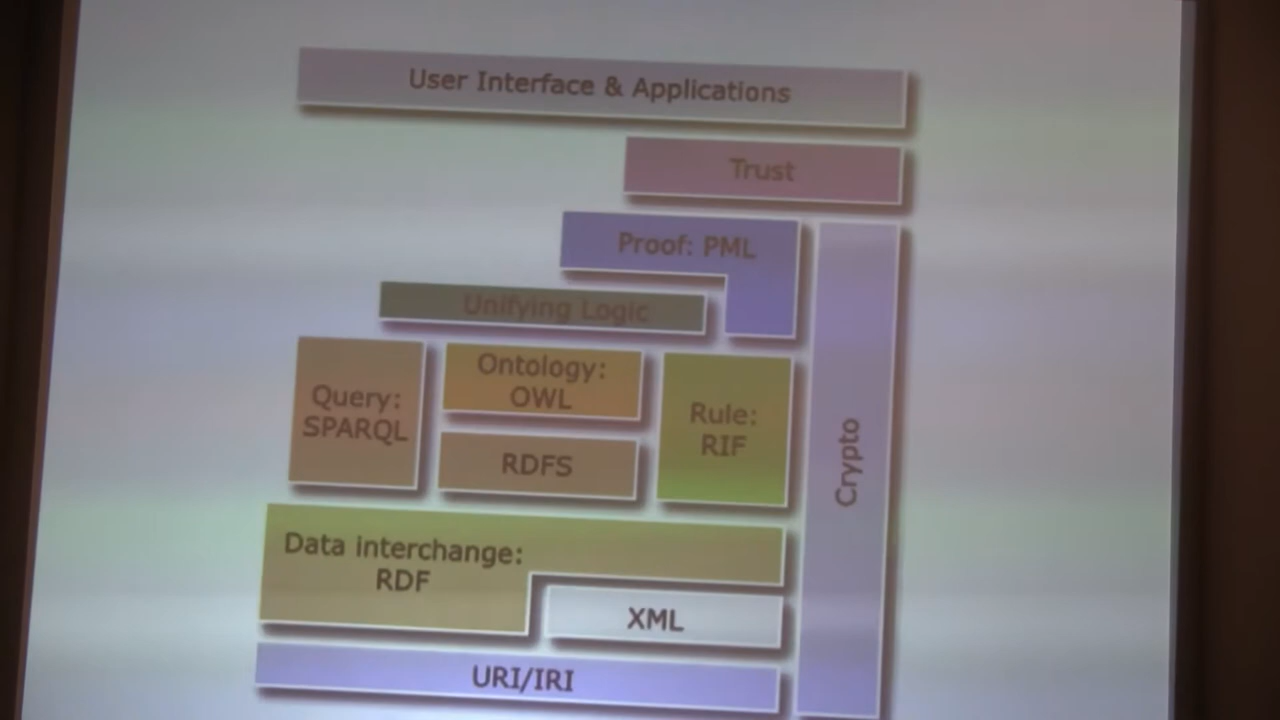 User Interface & Applications
Trust
Proof: PML
Unifying Logic
Query:
SPARQL
Ontology:
OWL
RDFS
Rule:
RIF
Crypto
Data interchange:
RDF
XML
URI/IRI